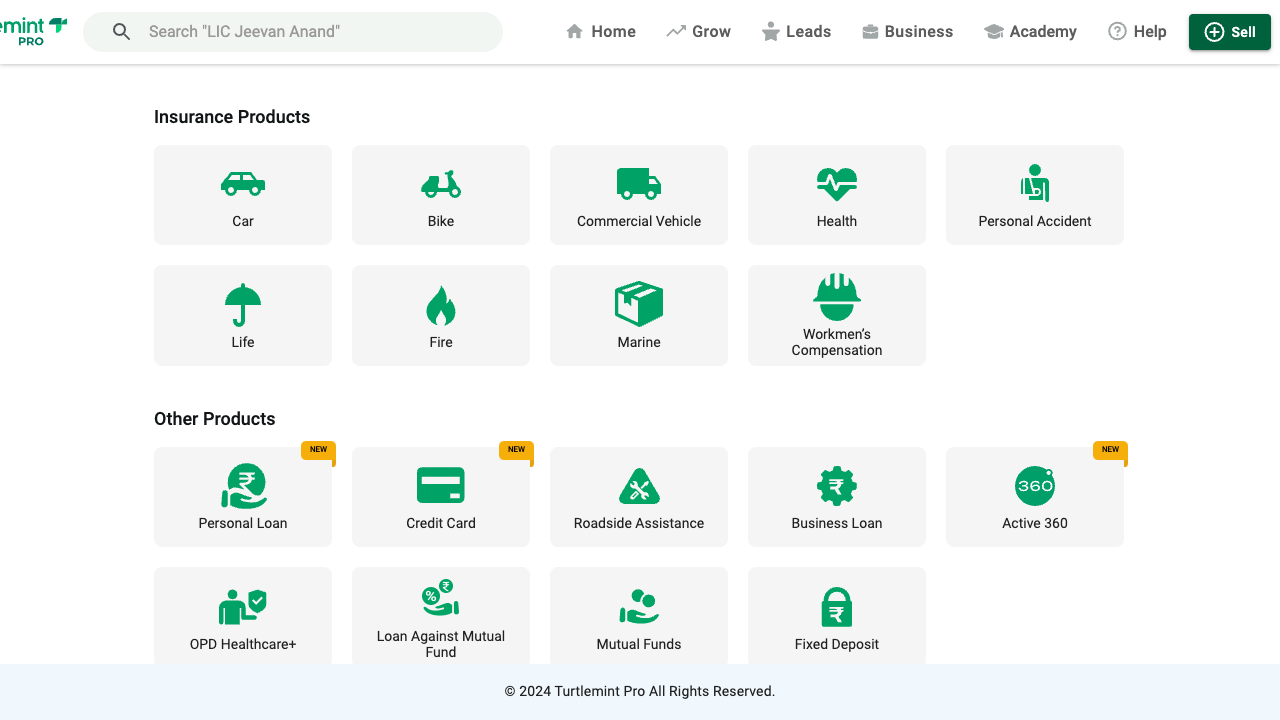 emint
PRO
Search "LIC Jeevan Anand"
Home
Grow
Leads
Business
Academy
Help
Sell
Insurance Products
Car
Bike
Commercial Vehicle
Health
Personal Accident
Life
Fire
Marine
Workmen’s
Compensation
Other Products
NEW
NEW
NEW
Personal Loan
Credit Card
Roadside Assistance
Business Loan
360
Active 360
OPD Healthcare+
Loan Against Mutual
Fund
Mutual Funds
Fixed Deposit
© 2024 Turtlemint Pro All Rights Reserved.